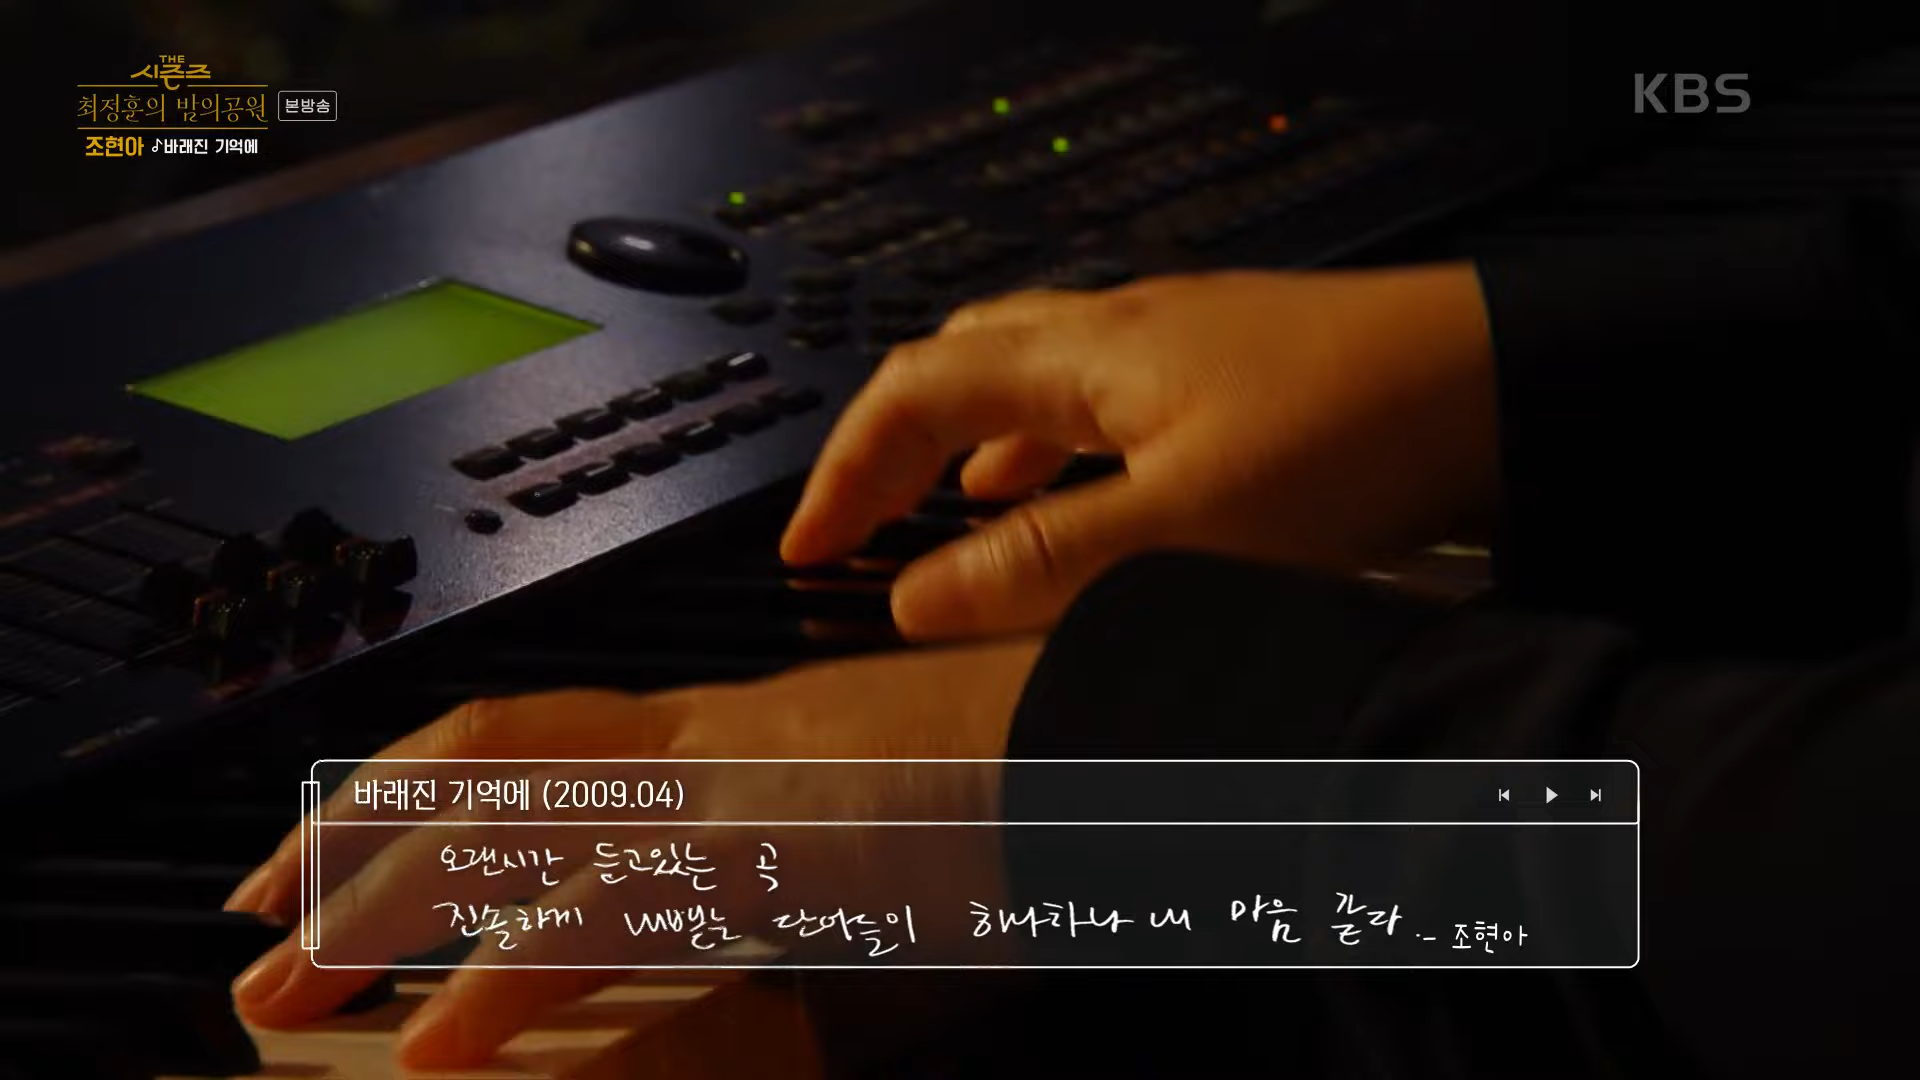 THE
시즌즈
최정훈의 밤의공원 본방송
조현아 ♪바래진 기억에
KBS
바래진 기억에 (2009.04)
오랜시간 듣고있는 곡
진솔하게 내뱉는 단어들이 하나하나 내 마음 같다 .- 조현아